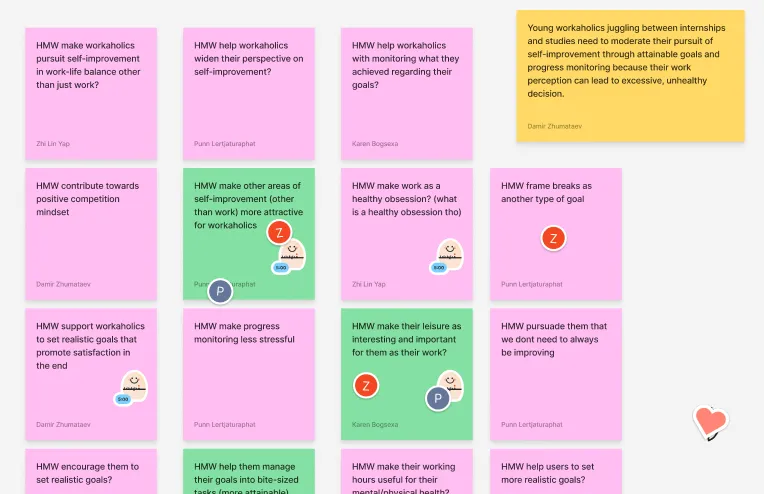 HMW make workaholics
pursuit self-improvement
in work-life balance other
than just work?
Zhi Lin Yap
HMW help workaholics
widen their perspective on
self-improvement?
Punn Lertjaturaphat
HMW help workaholics
with monitoring what they
achieved regarding their
goals?
Karen Bogsexa
Young workaholics juggling between internships
and studies need to moderate their pursuit of
self-improvement through attainable goals and
progress monitoring because their work
perception can lead to excessive, unhealthy
decision.
Damir Zhumataev
HMW contribute towards
positive competition
mindset
Damir Zhumataev
HMW make other areas of
self-improvement (other
than work) more attractive
for workaholics
Z
5:00
P
HMW make work as a
healthy obsession? (what
is a healthy obsession tho)
5:00
Zhi Lin Yap
HMW frame breaks as
another type of goal
Z
Punn Lertjaturaphat
HMW support workaholics
to set realistic goals that
promote satisfaction in
the end
5:00
Damir Zhumataev
HMW make progress
monitoring less stressful
Punn Lertjaturaphat
HMW make their leisure as
interesting and important
for them as their work?
Z
P
Karen Bogsexa
HMW pursuade them that
we dont need to always
be improving
Punn Lertjaturaphat
HMW encourage them to
set realistic goals?
HMW help them manage
their goals into bite-sized
tasks (more attainable)
HMW make their working
hours useful for their
mental/physical health?
HMW help users to set
more realistic goals?